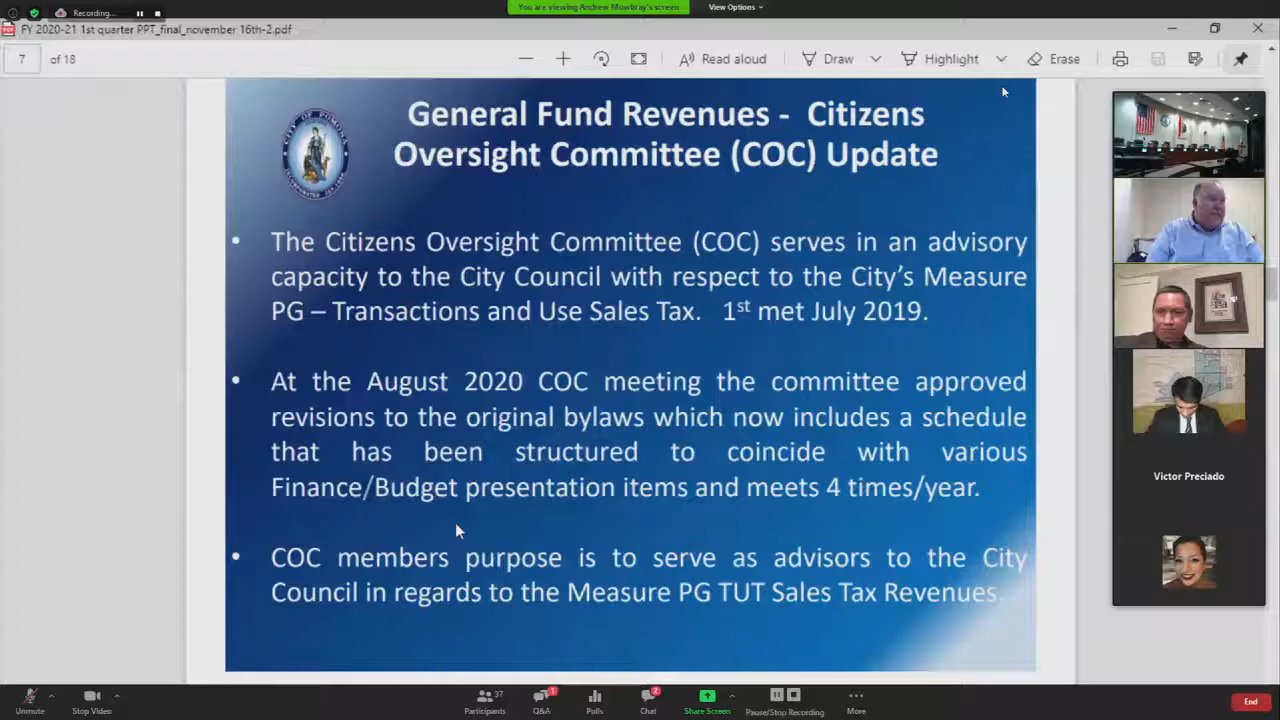 Recording...
You are viewing Andrew Mowbray's screen
View Options
FY 2020-21 1st quarter PPT_final_november 16th-2.pdf
7 of 18
Read aloud
Draw
Highlight
Erase
General Fund Revenues - Citizens
Oversight Committee (COC) Update
CITY OF POMONA
• The Citizens Oversight Committee (COC) serves in an advisory
capacity to the City Council with respect to the City's Measure
PG – Transactions and Use Sales Tax. 1st met July 2019.
• At the August 2020 COC meeting the committee approved
revisions to the original bylaws which now includes a schedule
that has been structured to coincide with various
Finance/Budget presentation items and meets 4 times/year.
• COC members purpose is to serve as advisors to the City
Council in regards to the Measure PG TUT Sales Tax Revenues.
Victor Preciado
Unmute
Stop Video
Participants 37
Q&A 1
Polls
Chat 2
Share Screen
Pause/Stop Recording
More
End